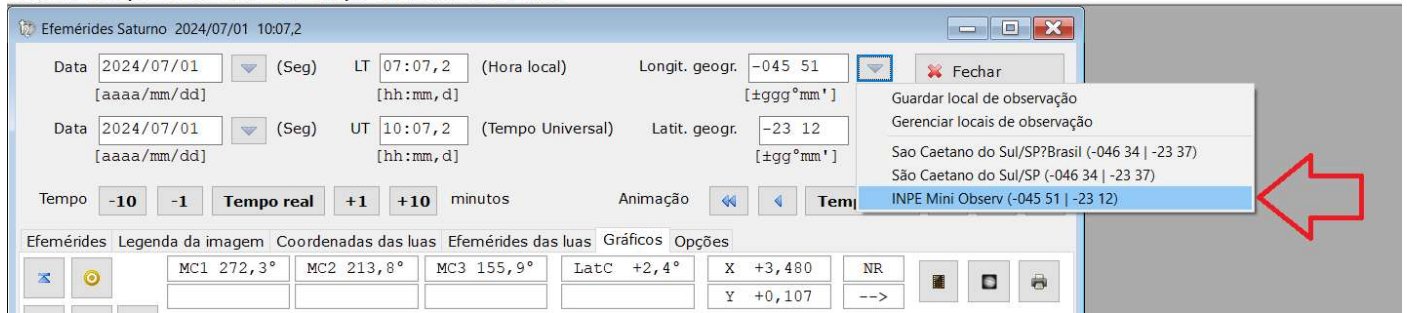 Efemérides Saturno 2024/07/01 10:07,2
Data 2024/07/01 (Seg) LT 07:07,2 (Hora local) Longit. geogr. -045 51 Fechar
[aaaa/mm/dd] [hh:mm,d] [±ggg°mm']
Guardar local de observação
Gerenciar locais de observação
Data 2024/07/01 (Seg) UT 10:07,2 (Tempo Universal) Latit. geogr. -23 12
[aaaa/mm/dd] [hh:mm,d] [±gg°mm']
Sao Caetano do Sul/SP?Brasil (-046 34 | -23 37)
São Caetano do Sul/SP (-046 34 | -23 37)
INPE Mini Observ (-045 51 | -23 12)
Tempo -10 -1 Tempo real +1 +10 minutos Animação
Efemérides Legenda da imagem Coordenadas das luas Efemérides das luas Gráficos Opções
MC1 272,3° MC2 213,8° MC3 155,9° LatC +2,4° X +3,480 NR
Y +0,107 -->